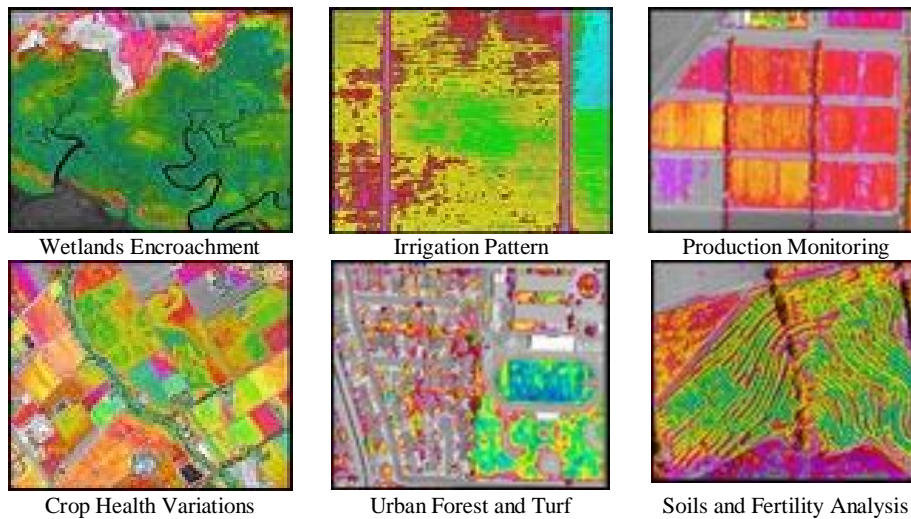 Wetlands Encroachment
Irrigation Pattern
Production Monitoring
Crop Health Variations
Urban Forest and Turf
Soils and Fertility Analysis